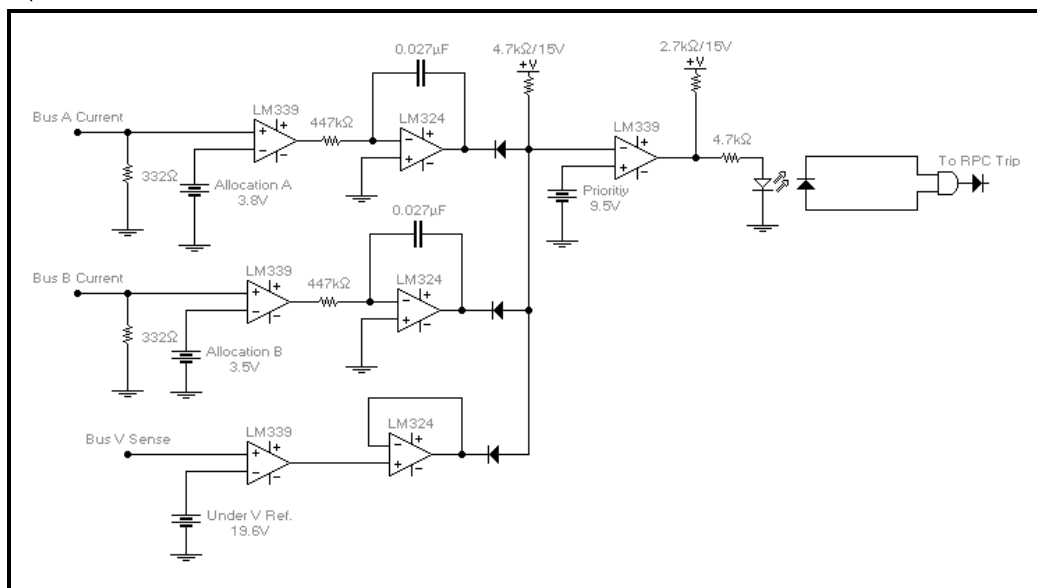 0.027µF
4.7kΩ/15V
+V
2.7kΩ/15V
+V
Bus A Current
LM339
447kΩ
LM324
LM339
4.7kΩ
To RPC Trip
332Ω
Allocation A
3.8V
Priority
9.5V
0.027µF
Bus B Current
LM339
447kΩ
LM324
332Ω
Allocation B
3.5V
Bus V Sense
LM339
LM324
Under V Ref.
19.6V